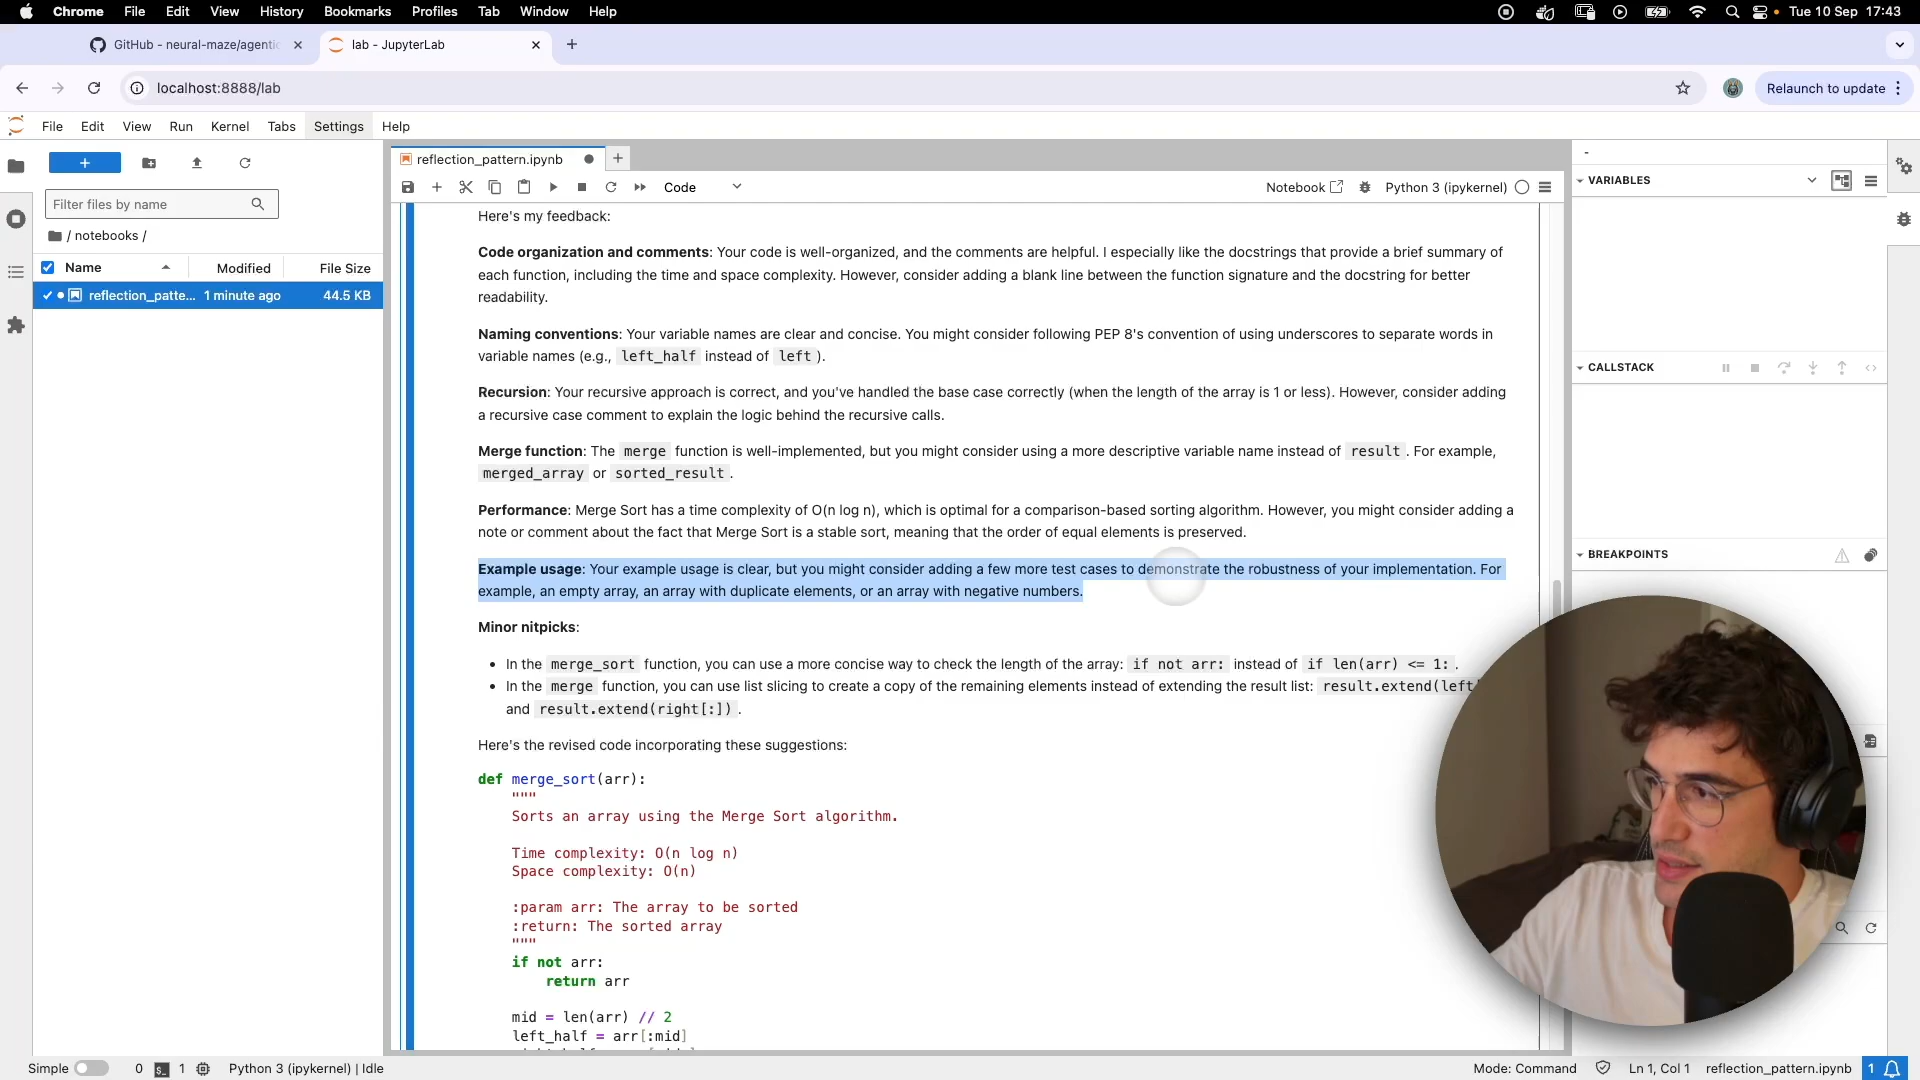 Chrome File Edit View History Bookmarks Profiles Tab Window Help Tue 10 Sep 17:43
GitHub - neural-maze/agentic lab - JupyterLab
localhost:8888/lab Relaunch to update
File Edit View Run Kernel Tabs Settings Help
reflection_pattern.ipynb
Code Notebook Python 3 (ipykernel)
Filter files by name
/ notebooks /
Name Modified File Size
reflection_patte... 1 minute ago 44.5 KB
Here's my feedback:
Code organization and comments: Your code is well-organized, and the comments are helpful. I especially like the docstrings that provide a brief summary of
each function, including the time and space complexity. However, consider adding a blank line between the function signature and the docstring for better
readability.
Naming conventions: Your variable names are clear and concise. You might consider following PEP 8's convention of using underscores to separate words in
variable names (e.g., left_half instead of left ).
Recursion: Your recursive approach is correct, and you've handled the base case correctly (when the length of the array is 1 or less). However, consider adding
a recursive case comment to explain the logic behind the recursive calls.
Merge function: The merge function is well-implemented, but you might consider using a more descriptive variable name instead of result . For example,
merged_array or sorted_result .
Performance: Merge Sort has a time complexity of O(n log n), which is optimal for a comparison-based sorting algorithm. However, you might consider adding a
note or comment about the fact that Merge Sort is a stable sort, meaning that the order of equal elements is preserved.
Example usage: Your example usage is clear, but you might consider adding a few more test cases to demonstrate the robustness of your implementation. For
example, an empty array, an array with duplicate elements, or an array with negative numbers.
Minor nitpicks:
• In the merge_sort function, you can use a more concise way to check the length of the array: if not arr: instead of if len(arr) <= 1: .
• In the merge function, you can use list slicing to create a copy of the remaining elements instead of extending the result list: result.extend(left
and result.extend(right[:]) .
Here's the revised code incorporating these suggestions:
def merge_sort(arr):
"""
Sorts an array using the Merge Sort algorithm.
Time complexity: O(n log n)
Space complexity: O(n)
:param arr: The array to be sorted
:return: The sorted array
"""
if not arr:
return arr
mid = len(arr) // 2
left_half = arr[:mid]
-
VARIABLES
CALLSTACK
BREAKPOINTS
Simple 0 1 Python 3 (ipykernel) | Idle Mode: Command Ln 1, Col 1 reflection_pattern.ipynb 1